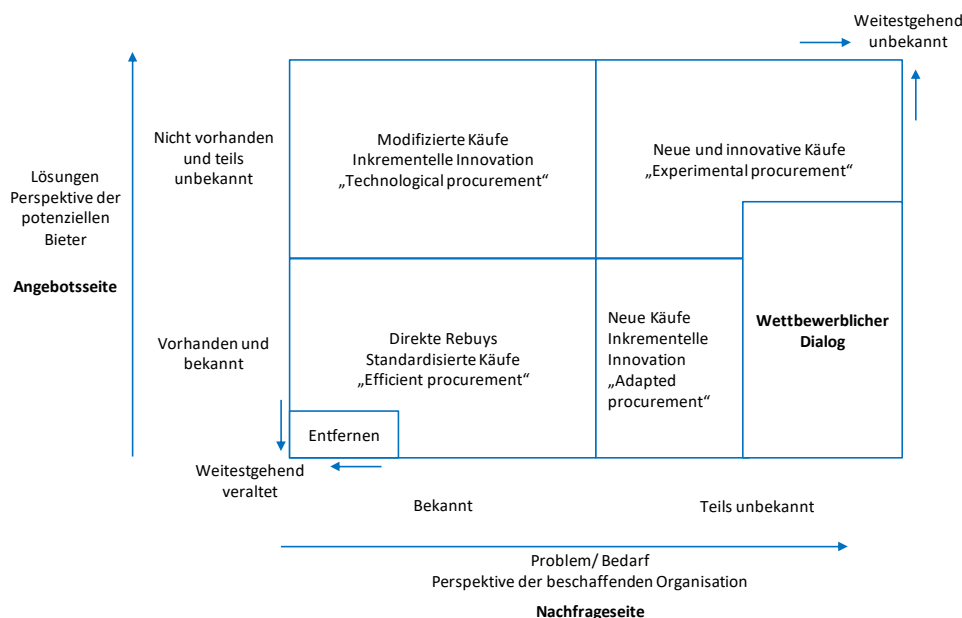 Weitestgehend
unbekannt
Nicht vorhanden
und teils
unbekannt
Modifizierte Käufe
Inkrementelle Innovation
„Technological procurement“
Neue und innovative Käufe
„Experimental procurement“
Lösungen
Perspektive der
potenziellen
Bieter
Angebotsseite
Vorhanden und
bekannt
Direkte Rebuys
Standardisierte Käufe
„Efficient procurement“
Neue Käufe
Inkrementelle
Innovation
„Adapted
procurement“
Wettbewerblicher
Dialog
Entfernen
Weitestgehend
veraltet
Bekannt
Teils unbekannt
Problem/ Bedarf
Perspektive der beschaffenden Organisation
Nachfrageseite